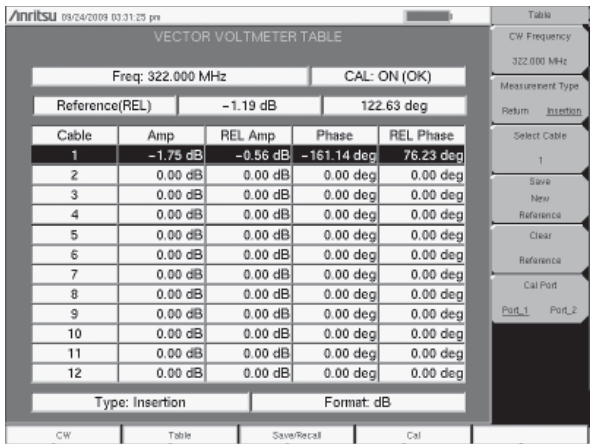 Anritsu 09/24/2009 03:31:25 pm
VECTOR VOLTMETER TABLE
Freq: 322.000 MHz CAL: ON (OK)
Reference(REL) -1.19 dB 122.63 deg
Cable Amp REL Amp Phase REL Phase
1 -1.75 dB -0.56 dB -161.14 deg 76.23 deg
2 0.00 dB 0.00 dB 0.00 deg 0.00 deg
3 0.00 dB 0.00 dB 0.00 deg 0.00 deg
4 0.00 dB 0.00 dB 0.00 deg 0.00 deg
5 0.00 dB 0.00 dB 0.00 deg 0.00 deg
6 0.00 dB 0.00 dB 0.00 deg 0.00 deg
7 0.00 dB 0.00 dB 0.00 deg 0.00 deg
8 0.00 dB 0.00 dB 0.00 deg 0.00 deg
9 0.00 dB 0.00 dB 0.00 deg 0.00 deg
10 0.00 dB 0.00 dB 0.00 deg 0.00 deg
11 0.00 dB 0.00 dB 0.00 deg 0.00 deg
12 0.00 dB 0.00 dB 0.00 deg 0.00 deg
Type: Insertion Format: dB
Table
CW Frequency
322.000 MHz
Measurement Type
Return Insertion
Select Cable
1
Save
New
Reference
Clear
Reference
Cal Port
Port_1 Port_2
CW Table Save/Recall Cal